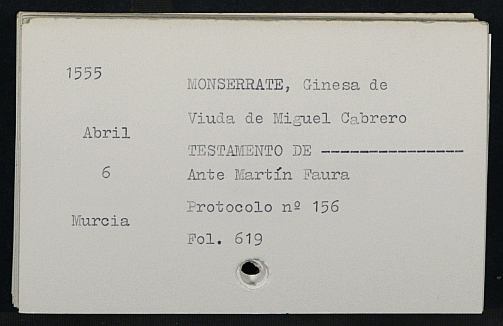 1555
MONSERRATE, Ginesa de
Viuda de Miguel Cabrero
Abril
TESTAMENTO DE ---------------
6
Ante Martín Faura
Protocolo nº 156
Murcia
Fol. 619